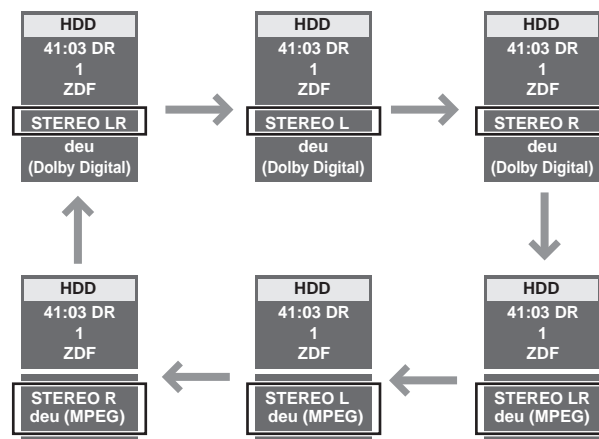 HDD
41:03 DR
1
ZDF
STEREO LR
deu
(Dolby Digital)
HDD
41:03 DR
1
ZDF
STEREO L
deu
(Dolby Digital)
HDD
41:03 DR
1
ZDF
STEREO R
deu
(Dolby Digital)
HDD
41:03 DR
1
ZDF
STEREO R
deu (MPEG)
HDD
41:03 DR
1
ZDF
STEREO L
deu (MPEG)
HDD
41:03 DR
1
ZDF
STEREO LR
deu (MPEG)